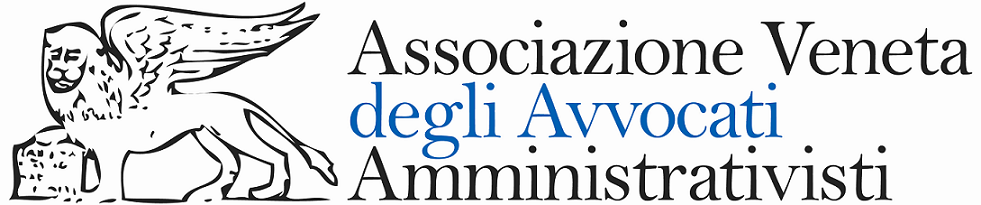 Associazione Veneta
degli Avvocati
Amministrativisti